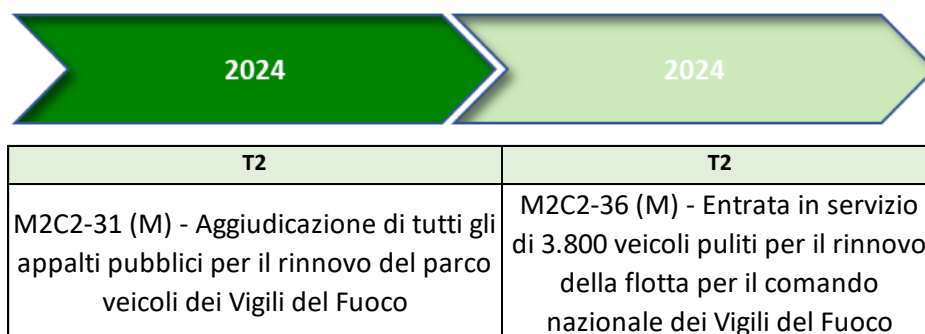 2024
2024
T2
T2
M2C2-31 (M) - Aggiudicazione di tutti gli
appalti pubblici per il rinnovo del parco
veicoli dei Vigili del Fuoco
M2C2-36 (M) - Entrata in servizio
di 3.800 veicoli puliti per il rinnovo
della flotta per il comando
nazionale dei Vigili del Fuoco